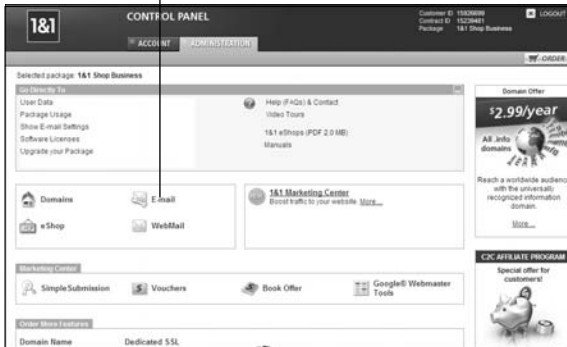 1&1
CONTROL PANEL
Customer ID 15926699
Contract ID 15239481
Package 1&1 Shop Business
LOGOUT
ACCOUNT
ADMINISTRATION
ORDER
Selected package: 1&1 Shop Business
Go Directly To
User Data
Package Usage
Show E-mail Settings
Software Licenses
Upgrade your Package
Help (FAQs) & Contact
Video Tours
1&1 eShops (PDF 2.0 MB)
Manuals
Domains
E-mail
eShop
WebMail
1&1 Marketing Center
Boost traffic to your website. More...
Marketing Center
SimpleSubmission
Vouchers
Book Offer
Google® Webmaster
Tools
Order More Features
Domain Name
Dedicated SSL
Domain Offer
$2.99/year
All .info
domains
Reach a worldwide audience
with the universally
recognized information
domain.
More...
C2C AFFILIATE PROGRAM
Special offer for
customers!